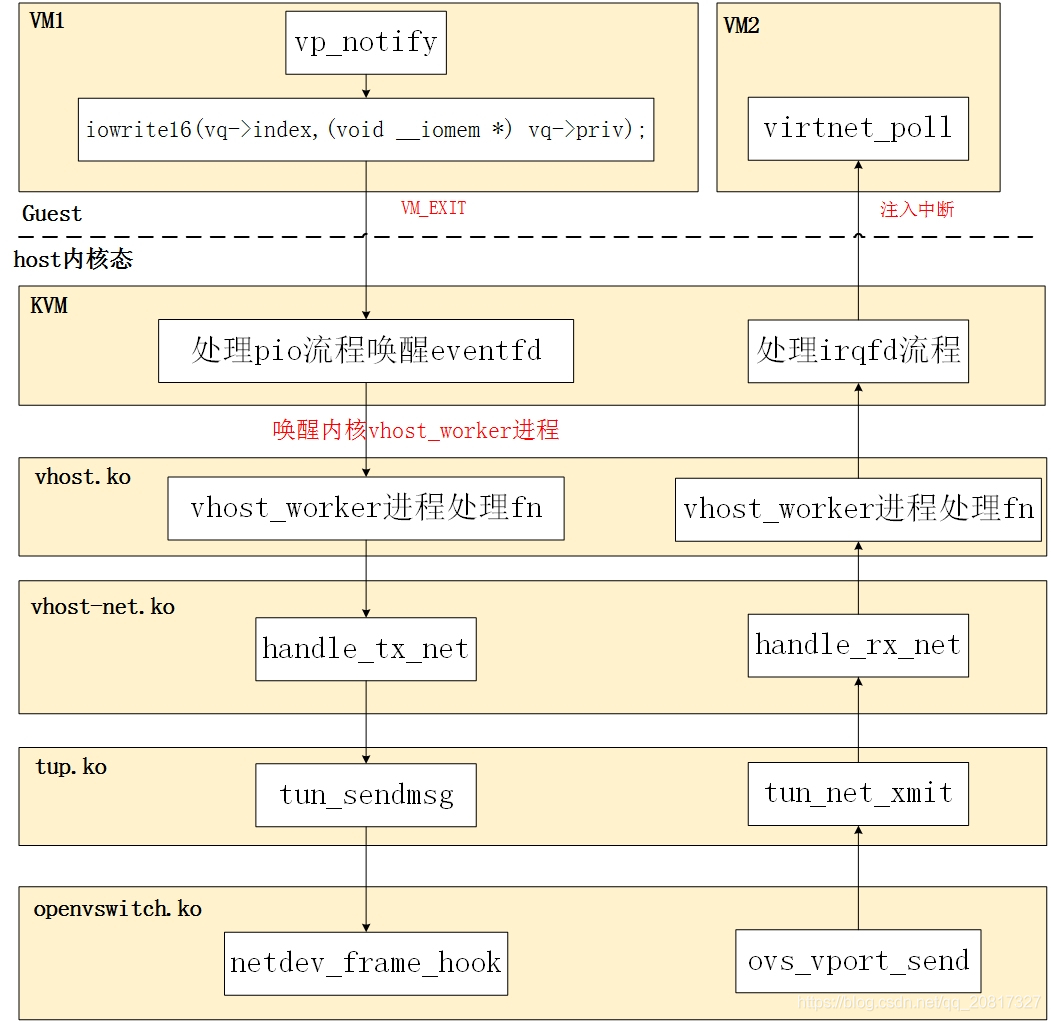 VM1
vp_notify
iowrite16(vq->index,(void __iomem *) vq->priv);
VM2
virtnet_poll
Guest
VM_EXIT
注入中断
host内核态
KVM
处理pio流程唤醒eventfd
处理irqfd流程
唤醒内核vhost_worker进程
vhost.ko
vhost_worker进程处理fn
vhost_worker进程处理fn
vhost-net.ko
handle_tx_net
handle_rx_net
tup.ko
tun_sendmsg
tun_net_xmit
openvswitch.ko
netdev_frame_hook
ovs_vport_send
https://blog.csdn.net/qq_20817327